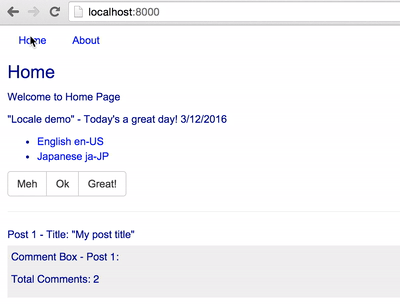 localhost:8000
Home About
Home
Welcome to Home Page
"Locale demo" - Today's a great day! 3/12/2016
English en-US
Japanese ja-JP
Meh Ok Great!
Post 1 - Title: "My post title"
Comment Box - Post 1:
Total Comments: 2